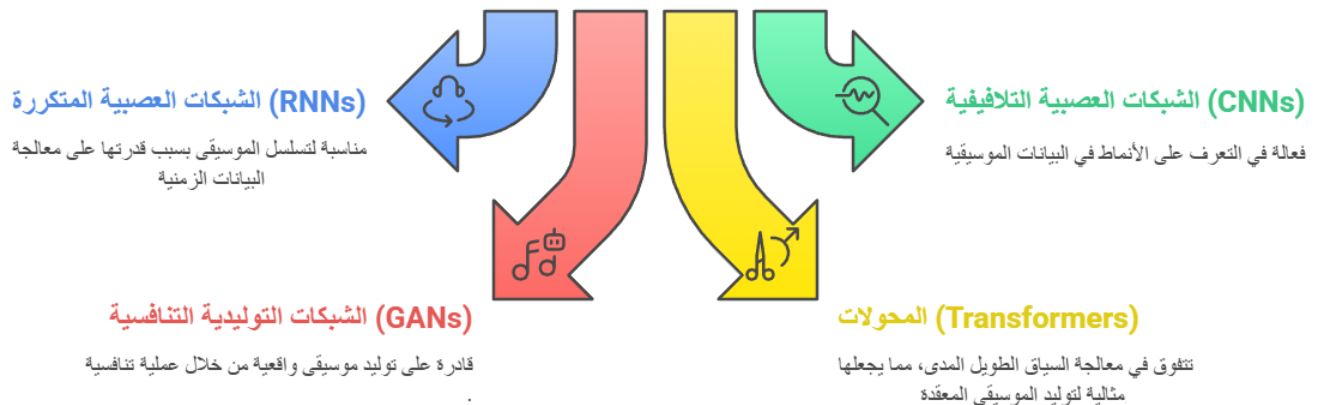 الشبكات العصبية التلافيفية (CNNs)
فعالة في التعرف على الأنماط في البيانات الموسيقية
الشبكات العصبية المتكررة (RNNs)
مناسبة لتسلسل الموسيقى بسبب قدرتها على معالجة
البيانات الزمنية
المحولات (Transformers)
تتفوق في معالجة السياق الطويل المدى، مما يجعلها
مثالية لتوليد الموسيقى المعقدة
الشبكات التوليدية التنافسية (GANs)
قادرة على توليد موسيقى واقعية من خلال عملية تنافسية
.